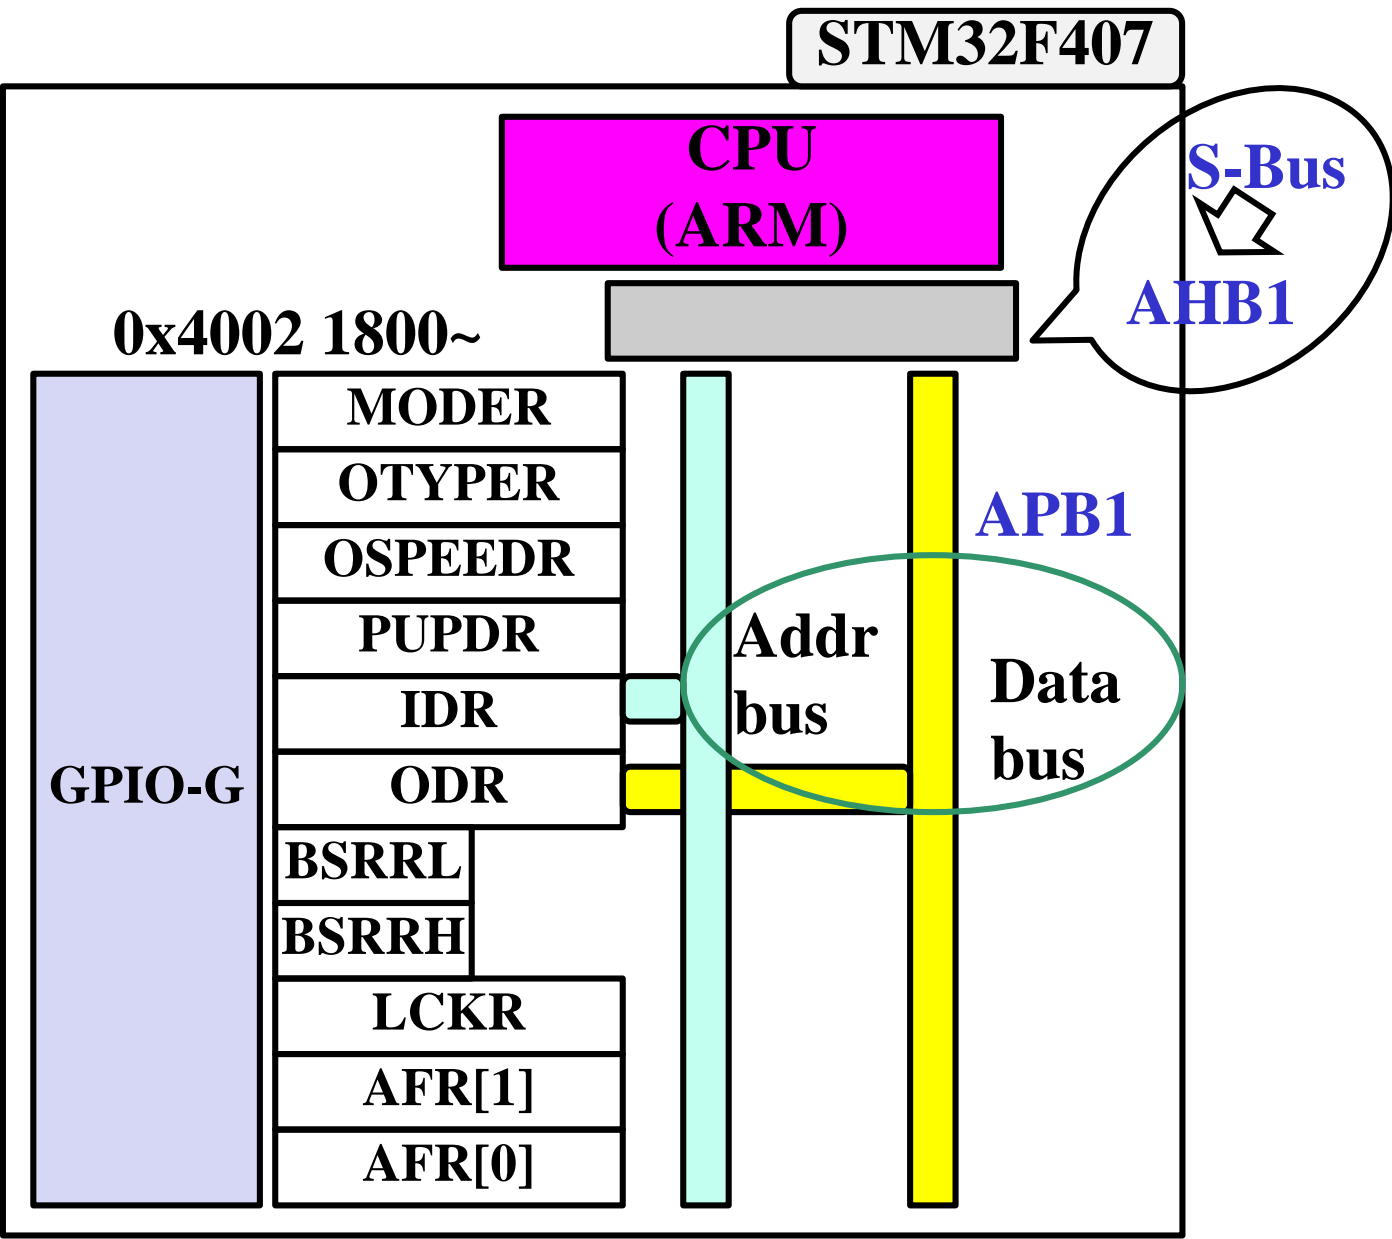 STM32F407
CPU
(ARM)
S-Bus
AHB1
0x4002 1800~
MODER
OTYPER
OSPEEDR
PUPDR
IDR
ODR
BSRRL
BSRRH
LCKR
AFR[1]
AFR[0]
GPIO-G
APB1
Addr
bus
Data
bus